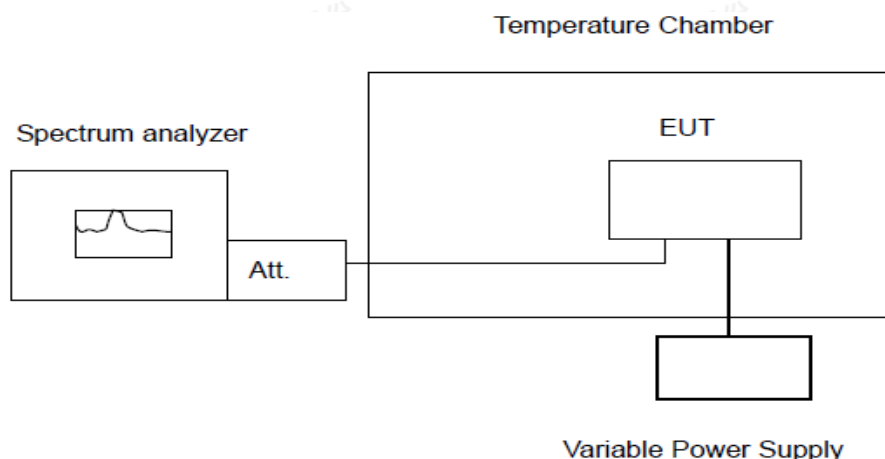 Temperature Chamber
Spectrum analyzer
EUT
Att.
Variable Power Supply